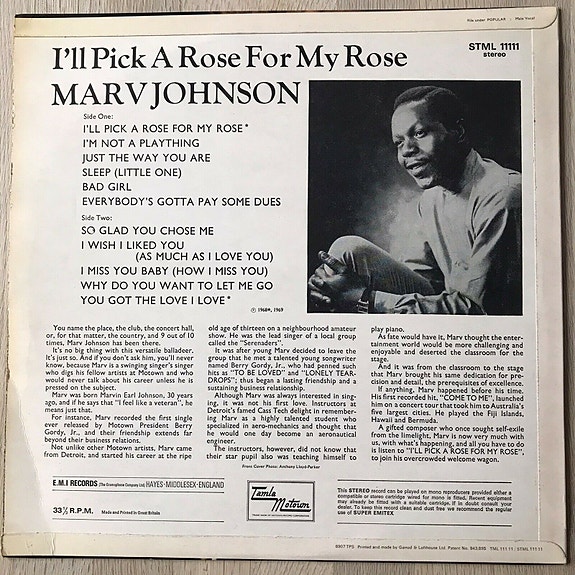 File under POPULAR : Male Vocal
I'll Pick A Rose For My Rose
STML 11111
stereo
MARV JOHNSON
Side One:
I'LL PICK A ROSE FOR MY ROSE*
I'M NOT A PLAYTHING
JUST THE WAY YOU ARE
SLEEP (LITTLE ONE)
BAD GIRL
EVERYBODY'S GOTTA PAY SOME DUES
Side Two:
SO GLAD YOU CHOSE ME
I WISH I LIKED YOU
(AS MUCH AS I LOVE YOU)
I MISS YOU BABY (HOW I MISS YOU)
WHY DO YOU WANT TO LET ME GO
YOU GOT THE LOVE I LOVE*
℗ 1968*, 1969
You name the place, the club, the concert hall,
or, for that matter, the country, and 9 out of 10
times, Marv Johnson has been there.
It's no big thing with this versatile balladeer.
It's just so. And if you don't ask him, you'll never
know, because Marv is a swinging singer's singer
who digs his fellow artists at Motown and who
would never talk about his career unless he is
pressed on the subject.
Marv was born Marvin Earl Johnson, 30 years
ago, and if he says that "I feel like a veteran", he
means just that.
For instance, Marv recorded the first single
ever released by Motown President Berry
Gordy, Jr., and their friendship extends far
beyond their business relations.
Not unlike other Motown artists, Marv came
from Detroit, and started his career at the ripe
old age of thirteen on a neighbourhood amateur
show. He was the lead singer of a local group
called the "Serenaders".
It was after young Marv decided to leave the
group that he met a talented young songwriter
named Berry Gordy, Jr., who had penned such
hits as "TO BE LOVED" and "LONELY TEAR-
DROPS"; thus began a lasting friendship and a
sustaining business relationship.
Although Marv was always interested in sing-
ing, it was not his first love. Instructors at
Detroit's famed Cass Tech delight in remember-
ing Marv as a highly talented student who
specialized in aero-mechanics and thought that
he would one day become an aeronautical
engineer.
The instructors, however, did not know that
their star pupil also was teaching himself to
play piano.
As fate would have it, Marv thought the enter-
tainment world would be more challenging and
enjoyable and deserted the classroom for the
stage.
And it was from the classroom to the stage
that Marv brought his same dedication for pre-
cision and detail, the prerequisites of excellence.
If anything, Marv happened before his time.
His first recorded hit, "COME TO ME", launched
him on a concert tour that took him to Australia's
five largest cities. He played the Fiji Islands,
Hawaii and Bermuda.
A gifted composer who once sought self-exile
from the limelight, Marv is now very much with
us, with what's happening, and all you have to do
is listen to "I'LL PICK A ROSE FOR MY ROSE",
to join his overcrowded welcome wagon.
Front Cover Photo: Anthony Lloyd-Parker
E.M.I RECORDS (The Gramophone Company Ltd) HAYES·MIDDLESEX·ENGLAND
33⅓ R.P.M. Made and Printed in Great Britain
Tamla
Motown
This STEREO record can be played on mono reproducers provided either a
compatible or stereo cartridge wired for mono is fitted. Recent equipment
may already be fitted with a suitable cartridge. If in doubt consult your
dealer. To keep this record clean and dust free we recommend the regular
use of SUPER EMITEX
6907 TPS Printed and made by Garrod & Lofthouse Ltd. Patent No. 943,895 TML 11111 : STML 11111